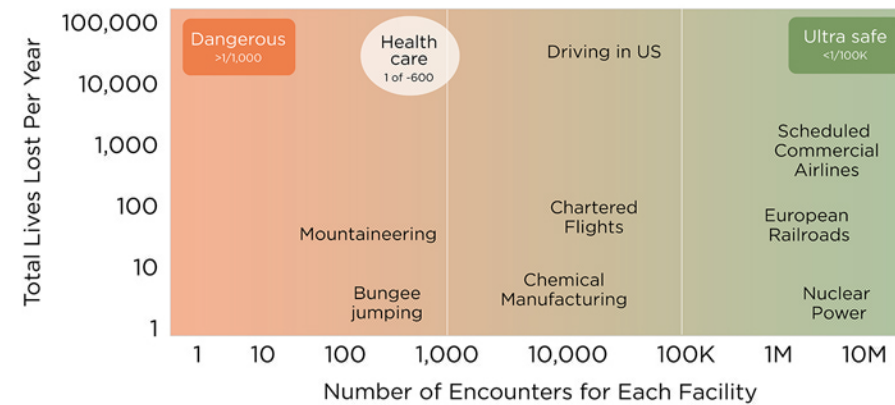 Total Lives Lost Per Year
100,000
10,000
1,000
100
10
1
Dangerous
>1/1,000
Health
care
1 of -600
Driving in US
Ultra safe
<1/100K
Scheduled
Commercial
Airlines
Mountaineering
Chartered
Flights
European
Railroads
Bungee
jumping
Chemical
Manufacturing
Nuclear
Power
1 10 100 1,000 10,000 100K 1M 10M
Number of Encounters for Each Facility